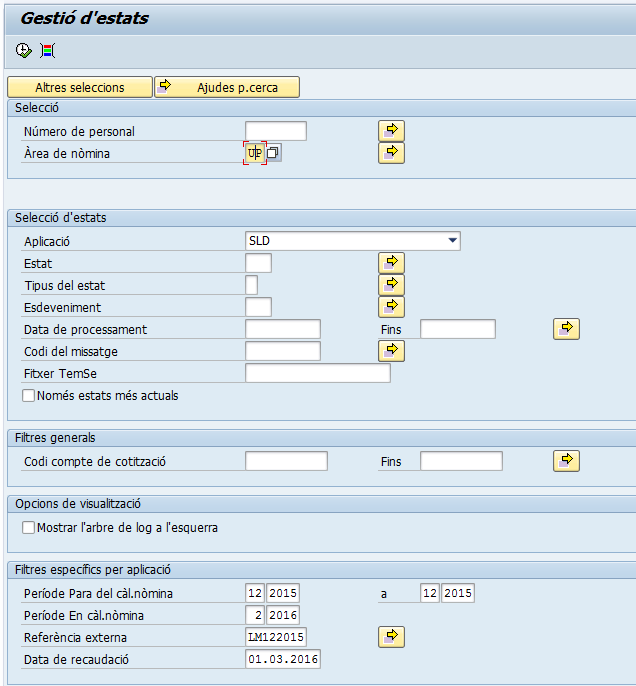 Gestió d'estats
Altres seleccions Ajudes p.cerca
Selecció
Número de personal
Àrea de nòmina UP
Selecció d'estats
Aplicació SLD
Estat
Tipus del estat
Esdeveniment
Data de processament Fins
Codi del missatge
Fitxer TemSe
Només estats més actuals
Filtres generals
Codi compte de cotització Fins
Opcions de visualització
Mostrar l'arbre de log a l'esquerra
Filtres específics per aplicació
Període Para del càl.nòmina 12 2015 a 12 2015
Període En càl.nòmina 2 2016
Referència externa LM122015
Data de recaudació 01.03.2016